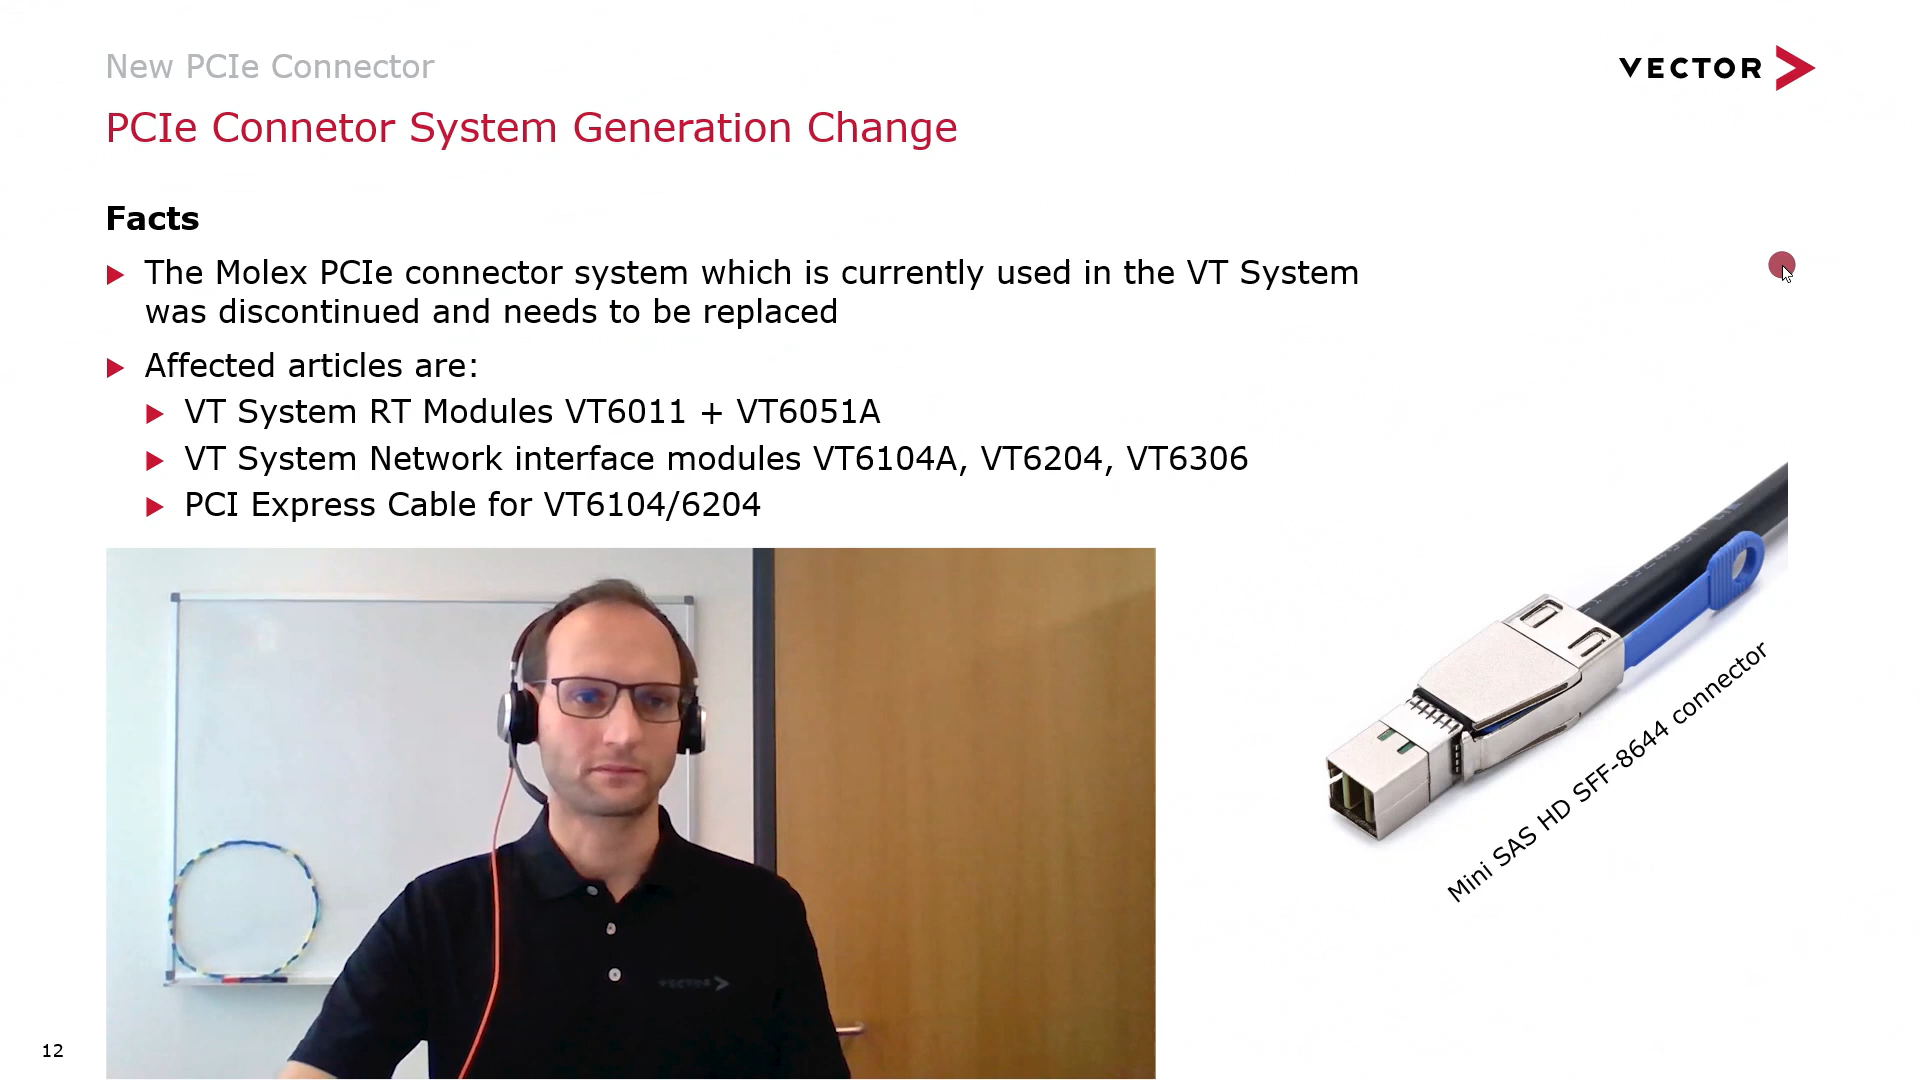 New PCIe Connector
VECTOR
PCIe Connetor System Generation Change
Facts
The Molex PCIe connector system which is currently used in the VT System
was discontinued and needs to be replaced
Affected articles are:
VT System RT Modules VT6011 + VT6051A
VT System Network interface modules VT6104A, VT6204, VT6306
PCI Express Cable for VT6104/6204
Mini SAS HD SFF-8644 connector
VECTOR
12